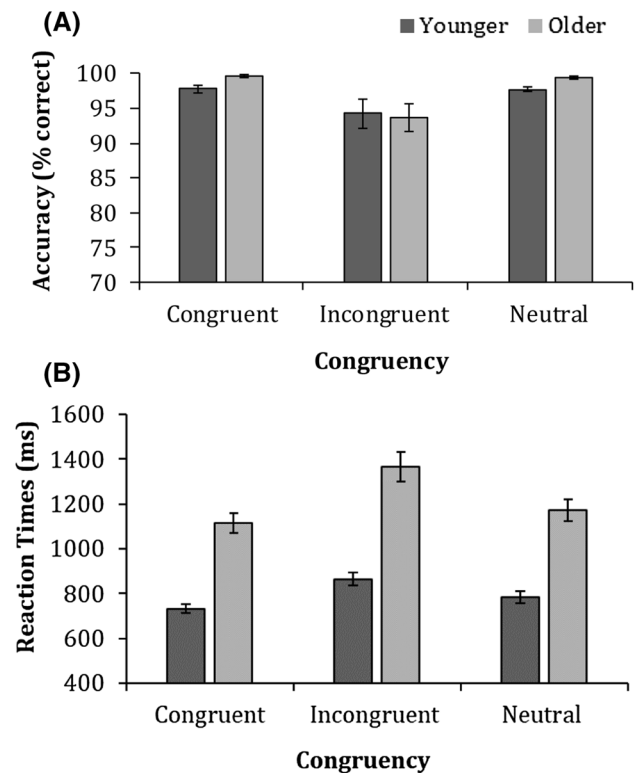 (A)
Younger Older
Accuracy (% correct)
100
95
90
85
80
75
70
Congruent Incongruent Neutral
Congruency
(B)
Reaction Times (ms)
1600
1400
1200
1000
800
600
400
Congruent Incongruent Neutral
Congruency